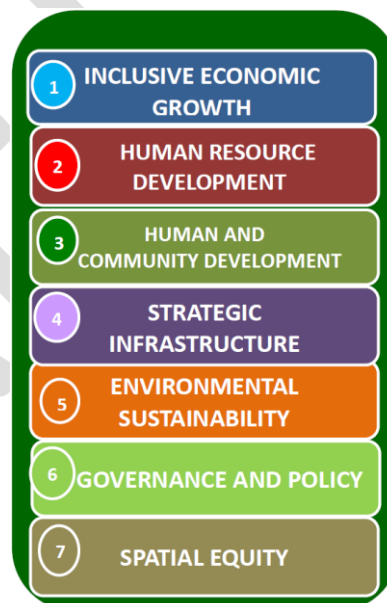 1 INCLUSIVE ECONOMIC
GROWTH
2 HUMAN RESOURCE
DEVELOPMENT
3 HUMAN AND
COMMUNITY DEVELOPMENT
4 STRATEGIC
INFRASTRUCTURE
5 ENVIRONMENTAL
SUSTAINABILITY
6 GOVERNANCE AND POLICY
7 SPATIAL EQUITY